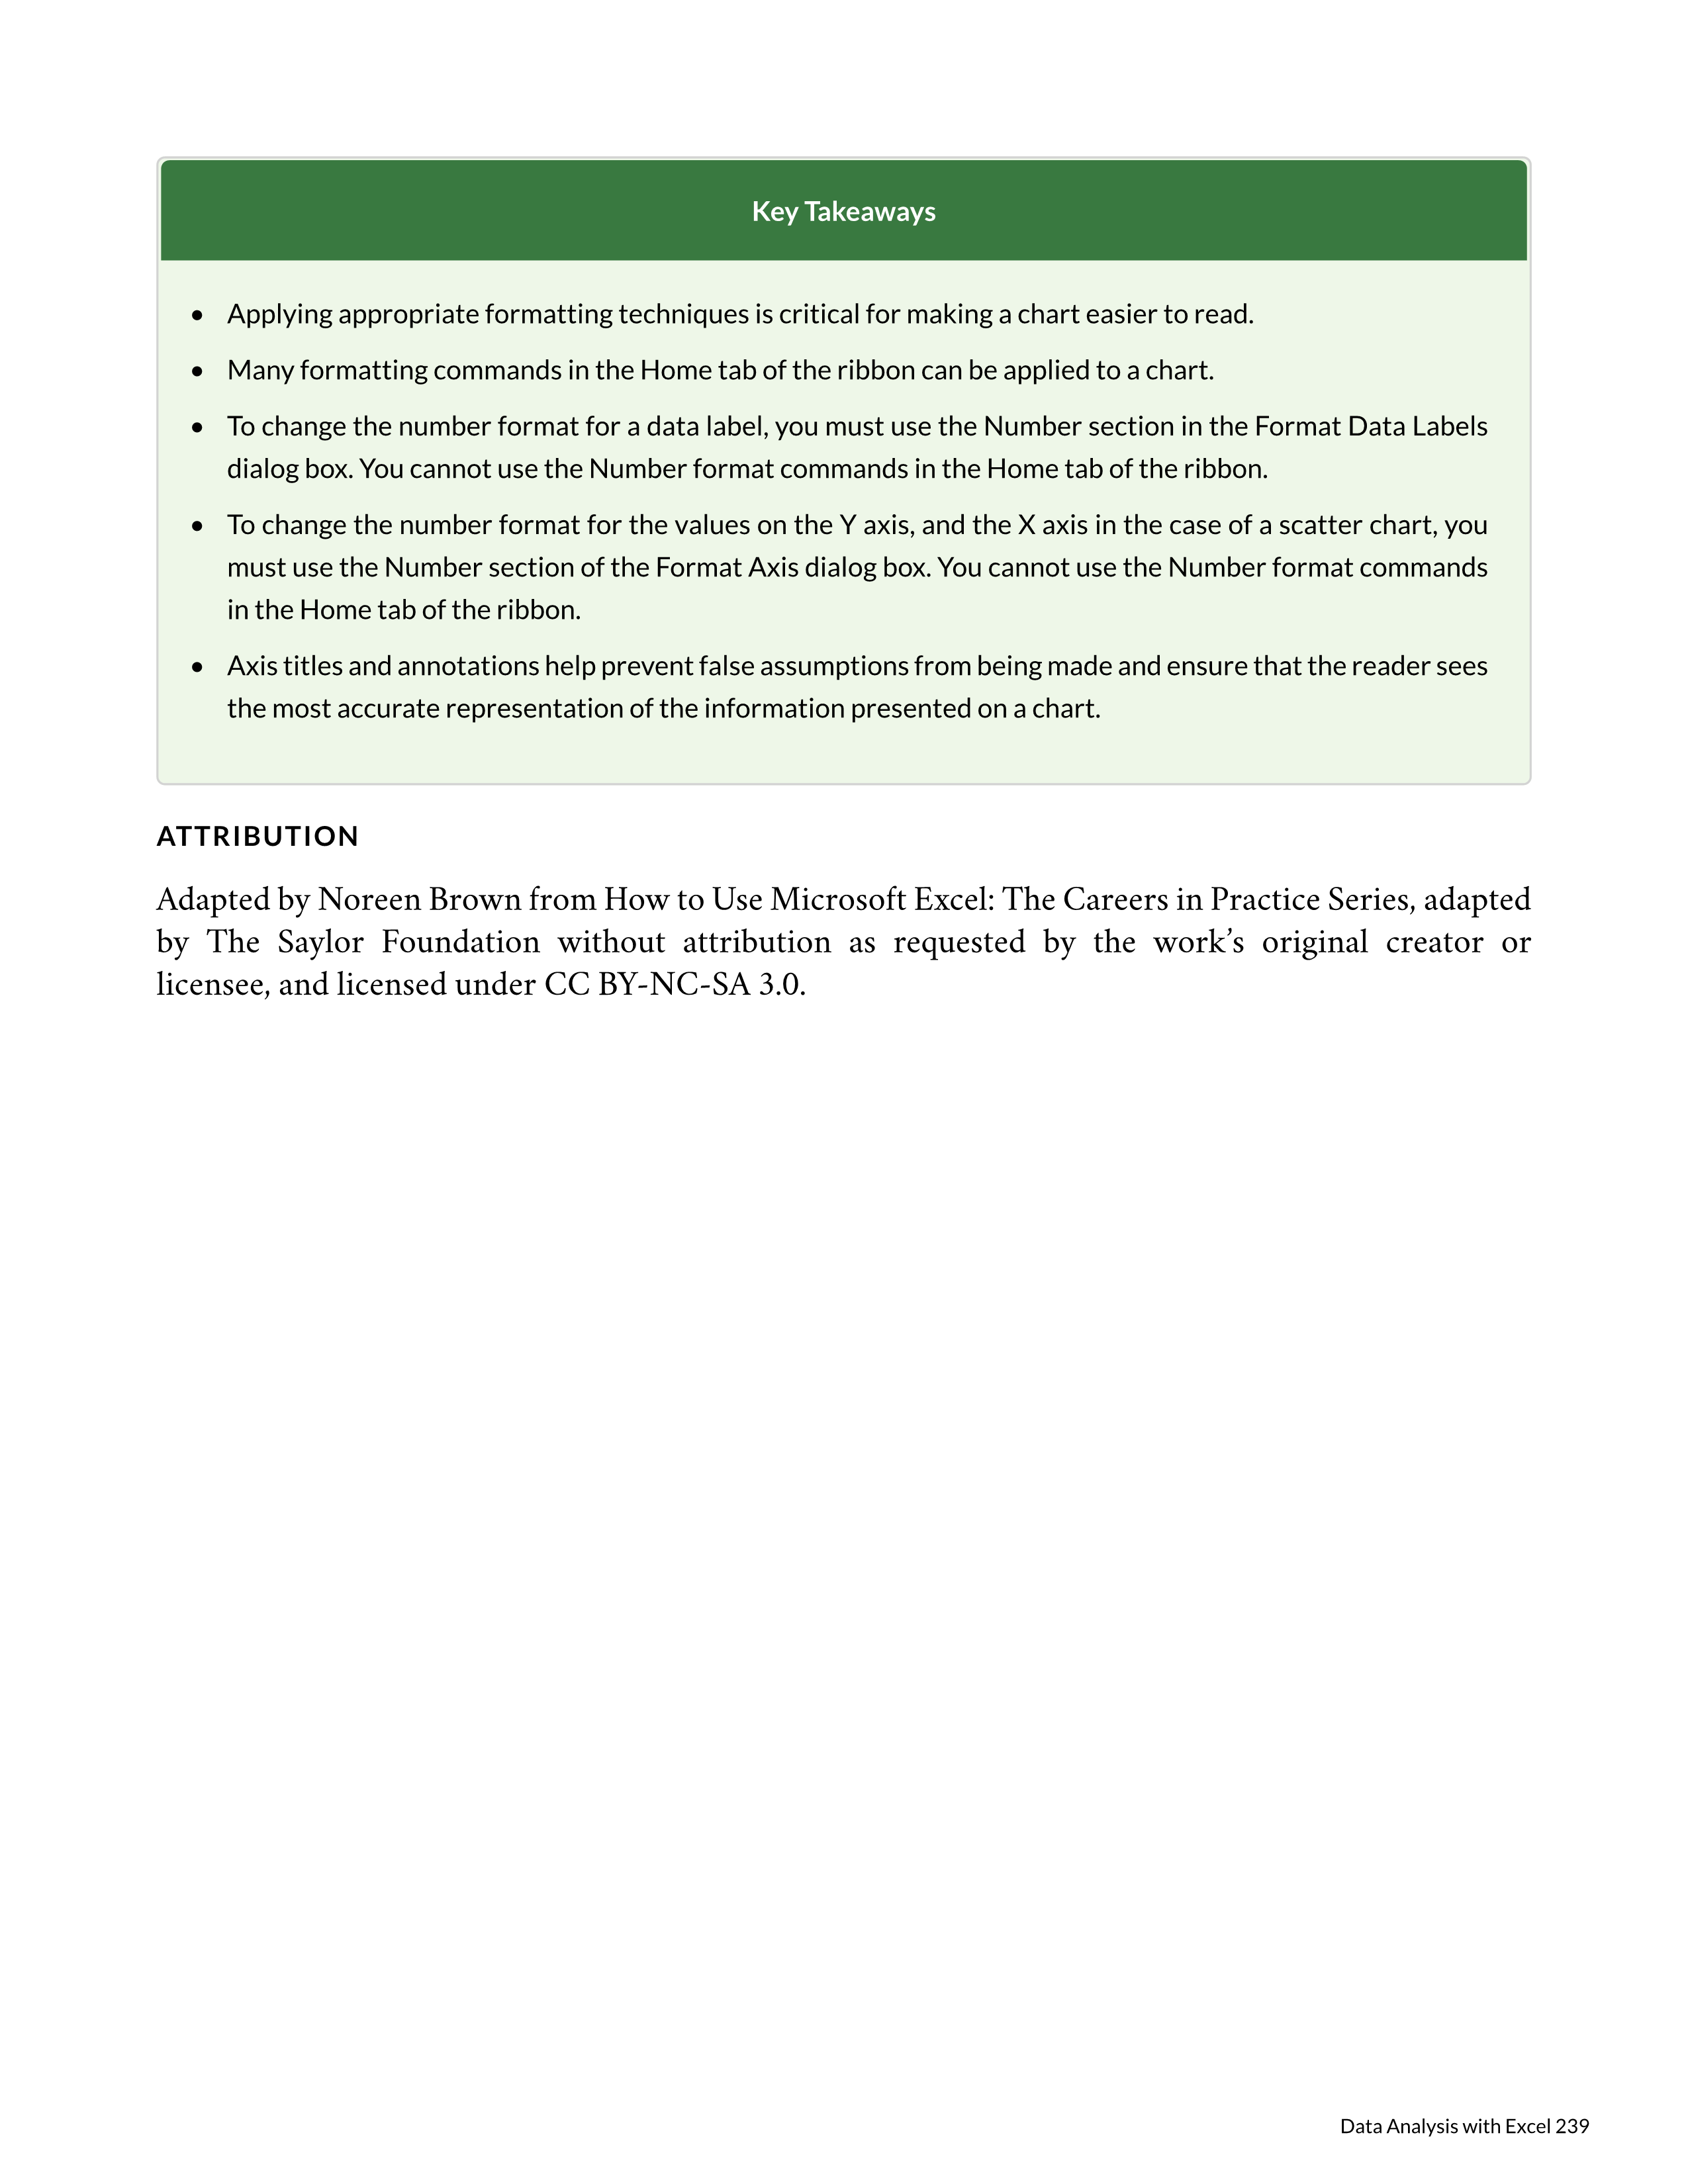 Key Takeaways
• Applying appropriate formatting techniques is critical for making a chart easier to read.
• Many formatting commands in the Home tab of the ribbon can be applied to a chart.
• To change the number format for a data label, you must use the Number section in the Format Data Labels
dialog box. You cannot use the Number format commands in the Home tab of the ribbon.
• To change the number format for the values on the Y axis, and the X axis in the case of a scatter chart, you
must use the Number section of the Format Axis dialog box. You cannot use the Number format commands
in the Home tab of the ribbon.
• Axis titles and annotations help prevent false assumptions from being made and ensure that the reader sees
the most accurate representation of the information presented on a chart.
ATTRIBUTION
Adapted by Noreen Brown from How to Use Microsoft Excel: The Careers in Practice Series, adapted
by The Saylor Foundation without attribution as requested by the work’s original creator or
licensee, and licensed under CC BY-NC-SA 3.0.
Data Analysis with Excel 239